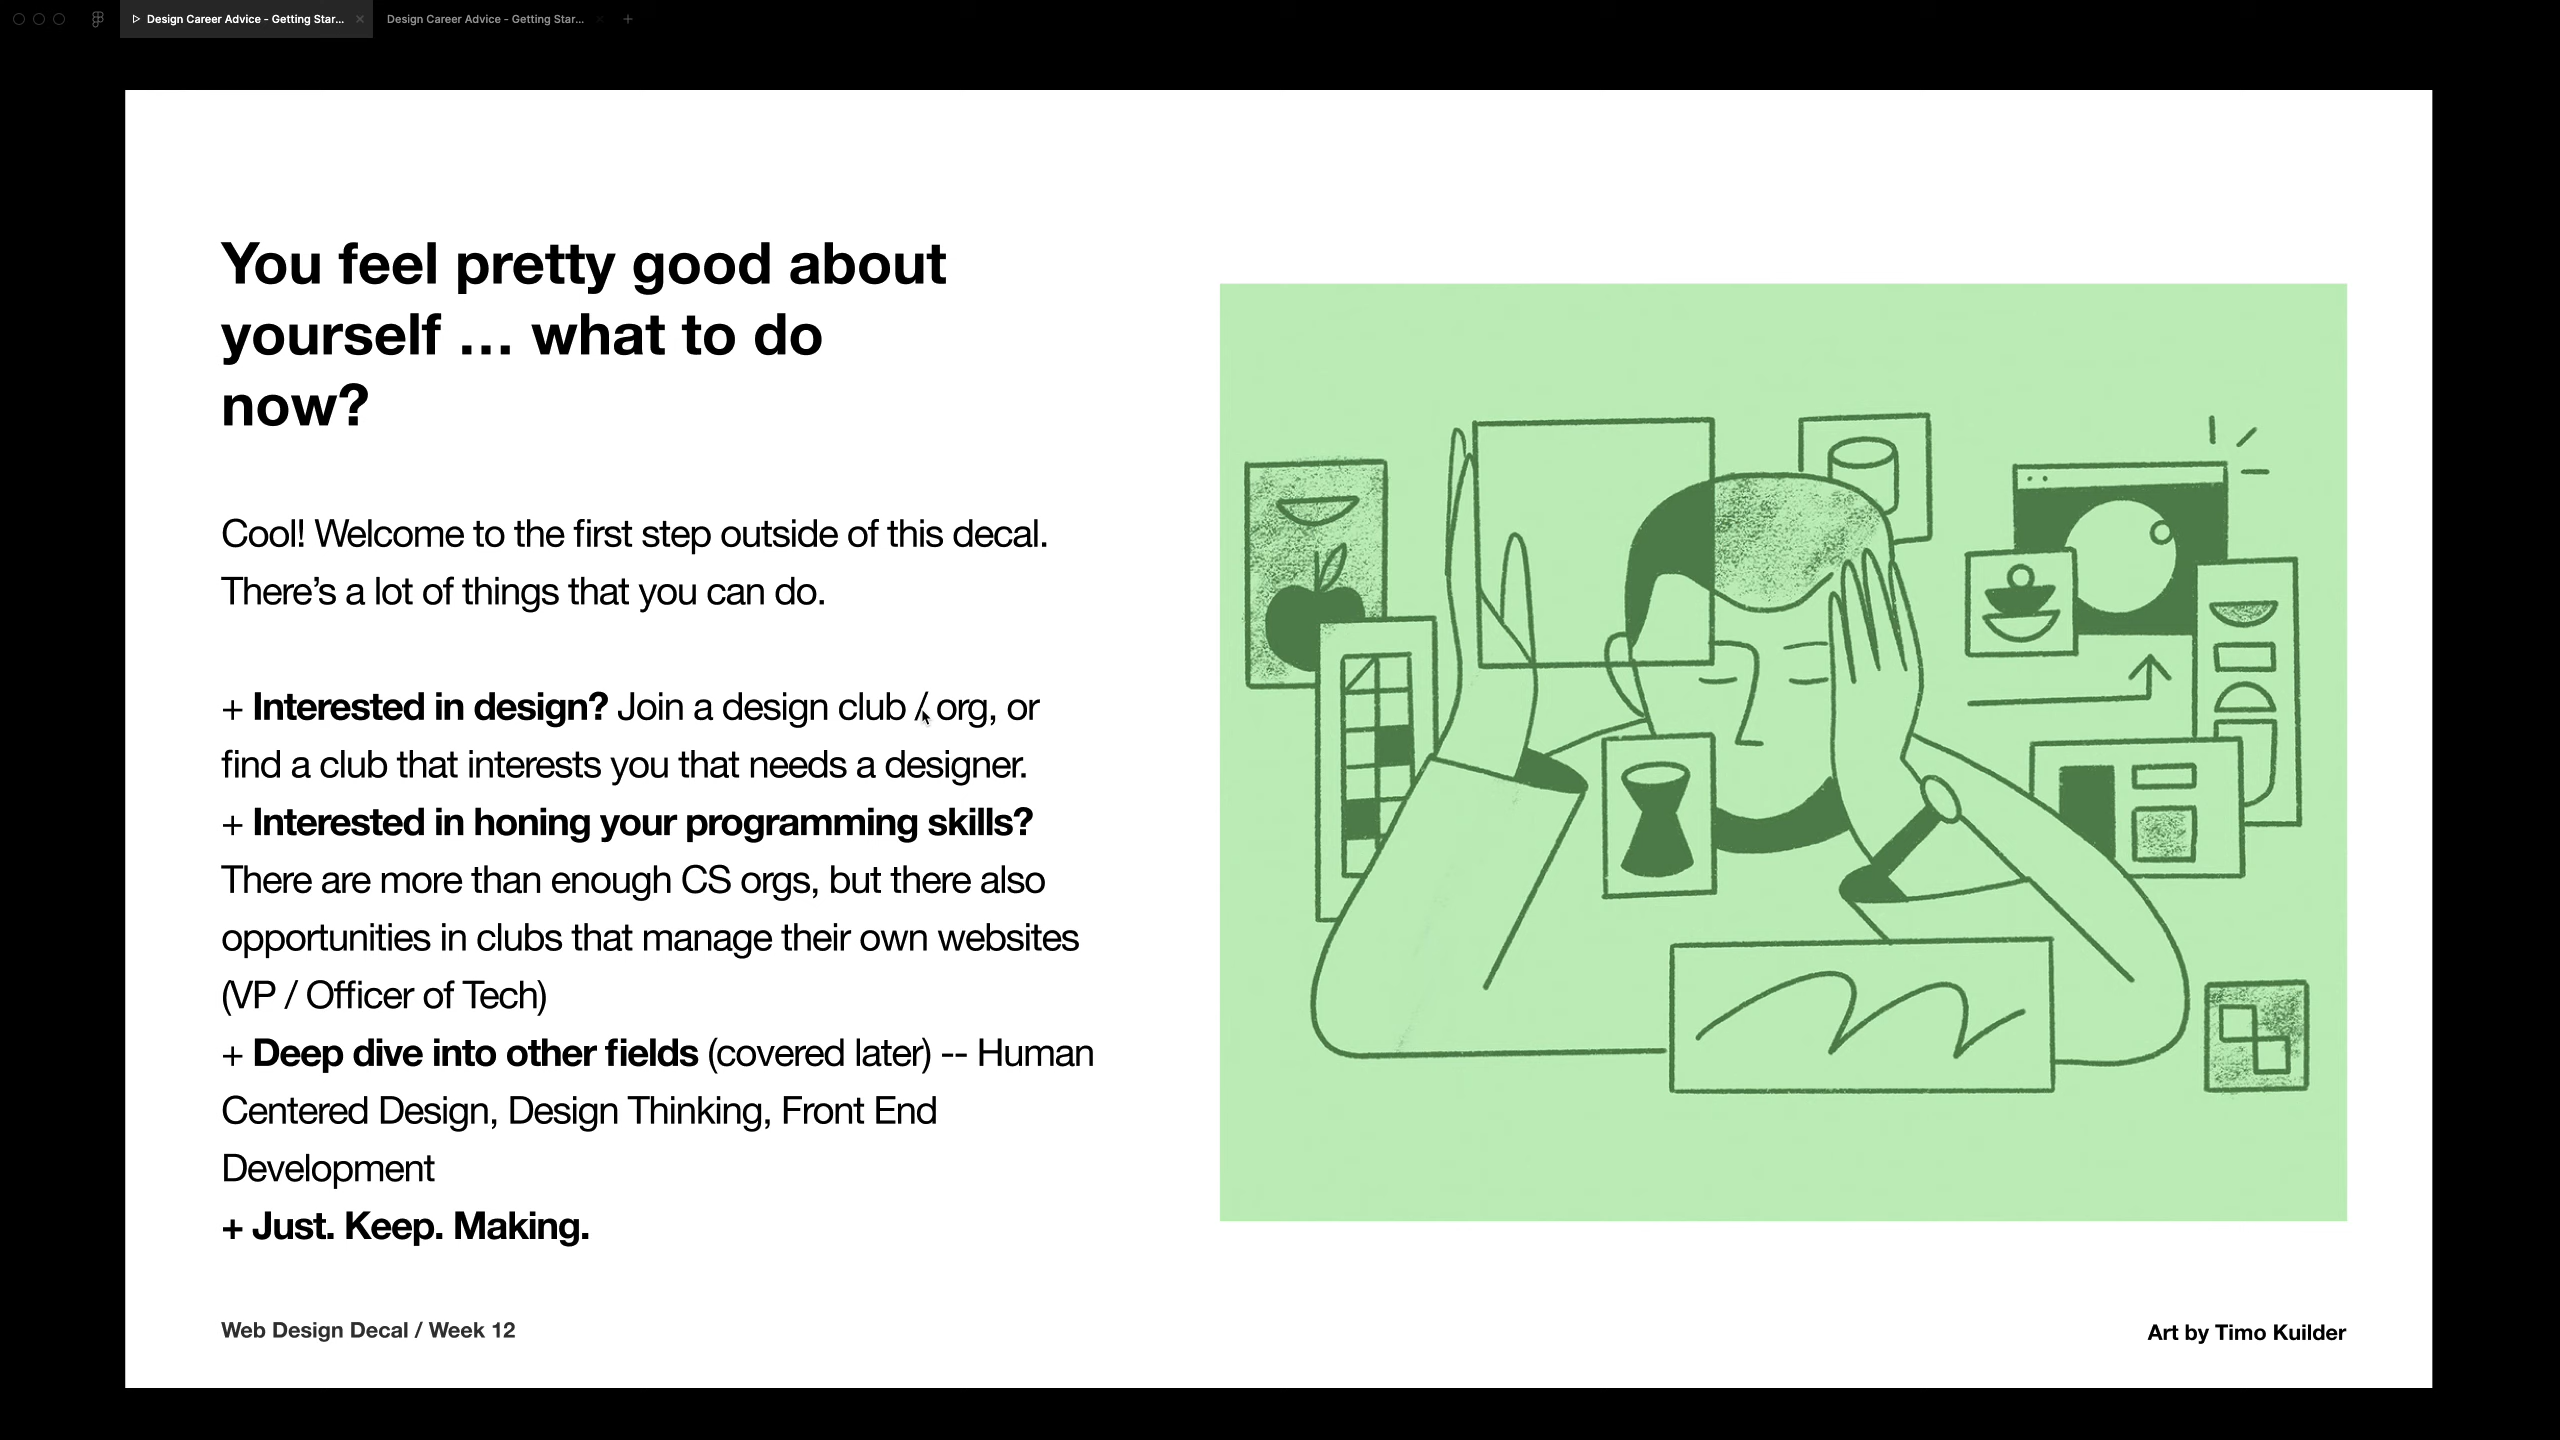 Design Career Advice - Getting Star...
Design Career Advice - Getting Star...
You feel pretty good about
yourself … what to do
now?
Cool! Welcome to the first step outside of this decal.
There’s a lot of things that you can do.
+ Interested in design? Join a design club / org, or
find a club that interests you that needs a designer.
+ Interested in honing your programming skills?
There are more than enough CS orgs, but there also
opportunities in clubs that manage their own websites
(VP / Officer of Tech)
+ Deep dive into other fields (covered later) -- Human
Centered Design, Design Thinking, Front End
Development
+ Just. Keep. Making.
Web Design Decal / Week 12
Art by Timo Kuilder